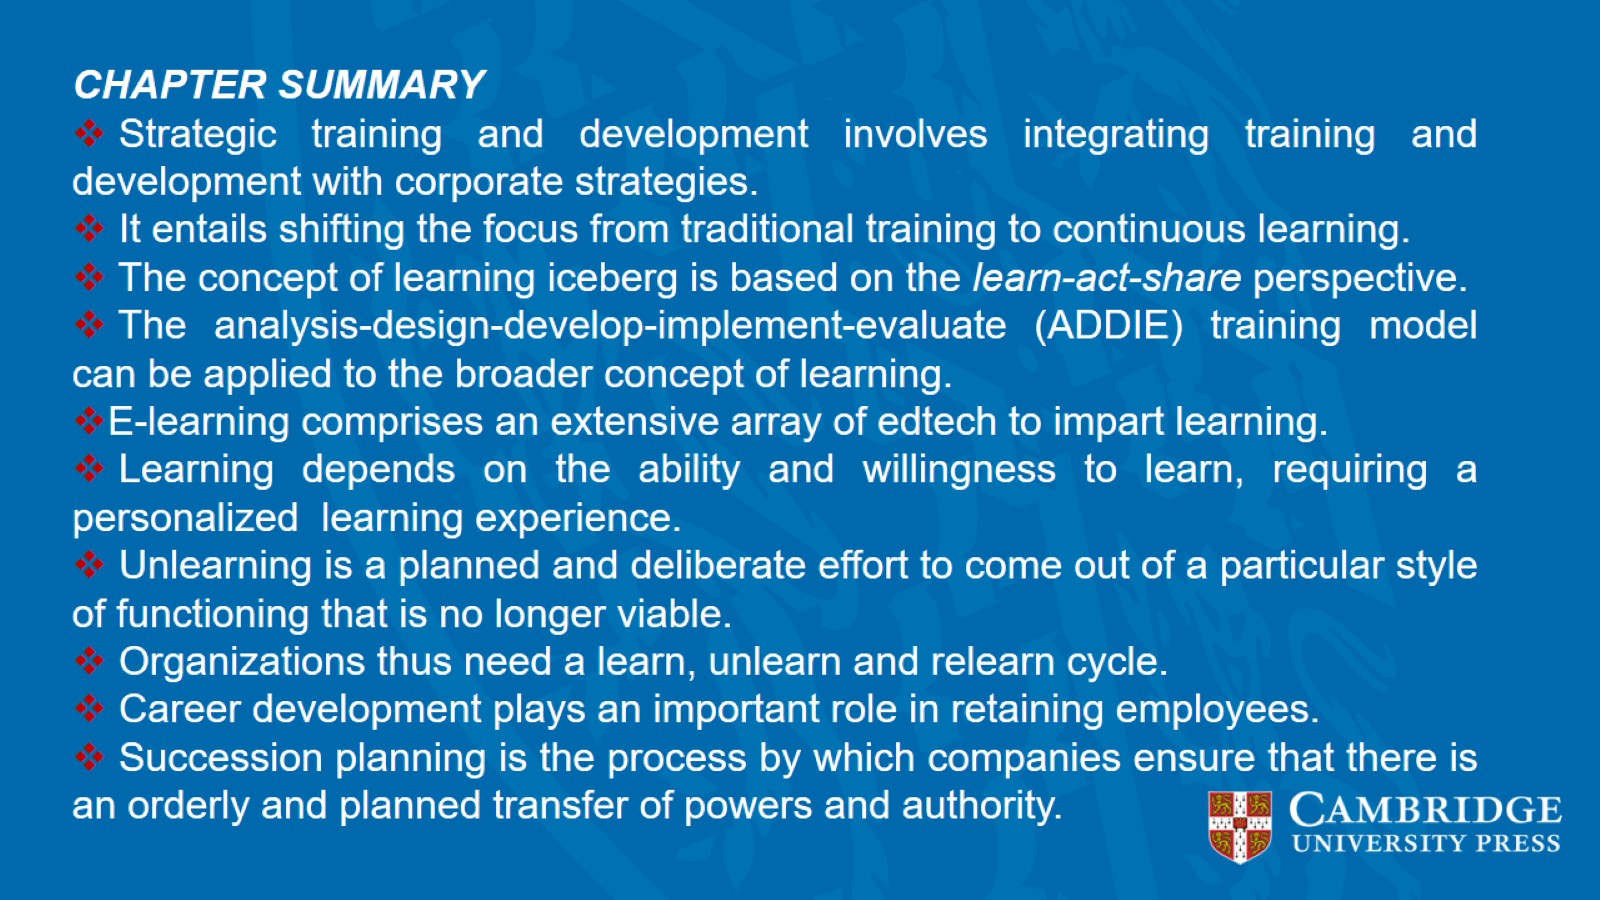 CHAPTER SUMMARY
❖ Strategic training and development involves integrating training and
development with corporate strategies.
❖ It entails shifting the focus from traditional training to continuous learning.
❖ The concept of learning iceberg is based on the learn-act-share perspective.
❖ The analysis-design-develop-implement-evaluate (ADDIE) training model
can be applied to the broader concept of learning.
❖E-learning comprises an extensive array of edtech to impart learning.
❖ Learning depends on the ability and willingness to learn, requiring a
personalized  learning experience.
❖ Unlearning is a planned and deliberate effort to come out of a particular style
of functioning that is no longer viable.
❖ Organizations thus need a learn, unlearn and relearn cycle.
❖ Career development plays an important role in retaining employees.
❖ Succession planning is the process by which companies ensure that there is
an orderly and planned transfer of powers and authority.
CAMBRIDGE
UNIVERSITY PRESS